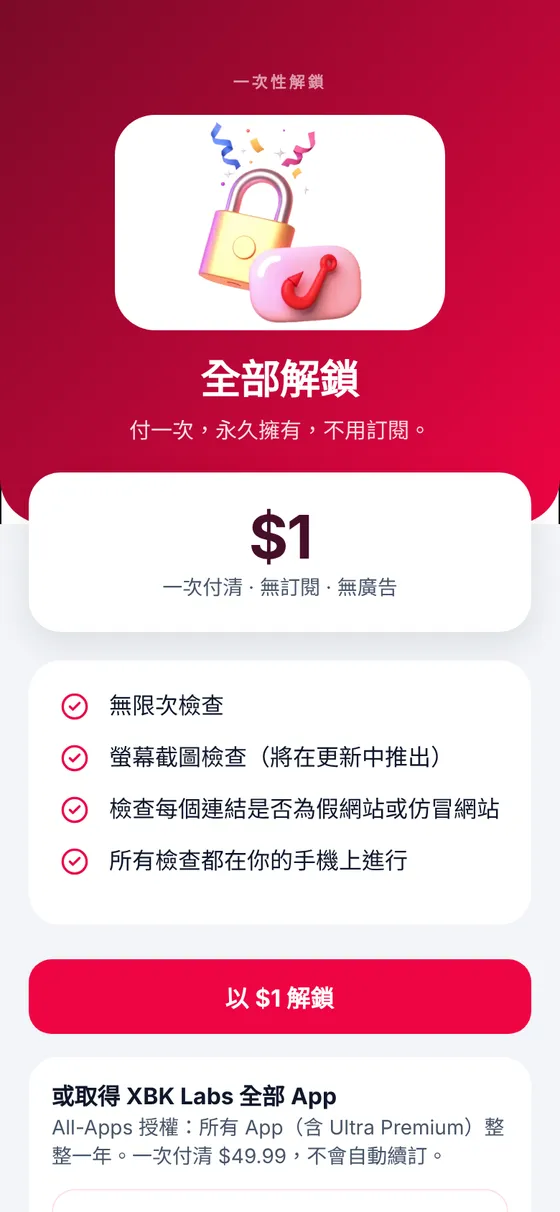 一次性解鎖
全部解鎖
付一次，永久擁有，不用訂閱。
$1
一次付清 · 無訂閱 · 無廣告
無限次檢查
螢幕截圖檢查（將在更新中推出）
檢查每個連結是否為假網站或仿冒網站
所有檢查都在你的手機上進行
以 $1 解鎖
或取得 XBK Labs 全部 App
All-Apps 授權：所有 App（含 Ultra Premium）整
整一年。一次付清 $49.99，不會自動續訂。